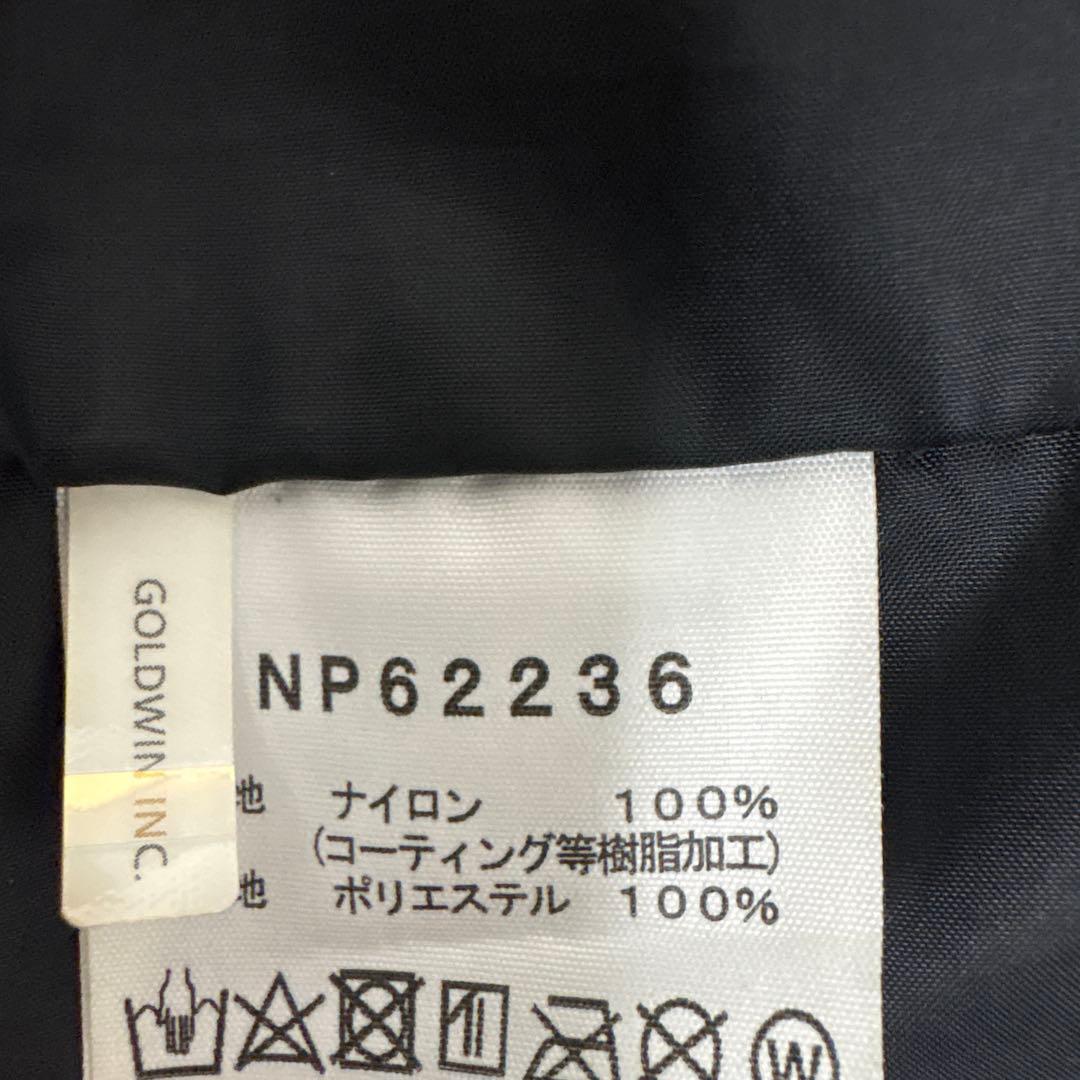 GOLDWIN INC.
NP62236
地 ナイロン 100%
(コーティング等樹脂加工)
地 ポリエステル 100%
W